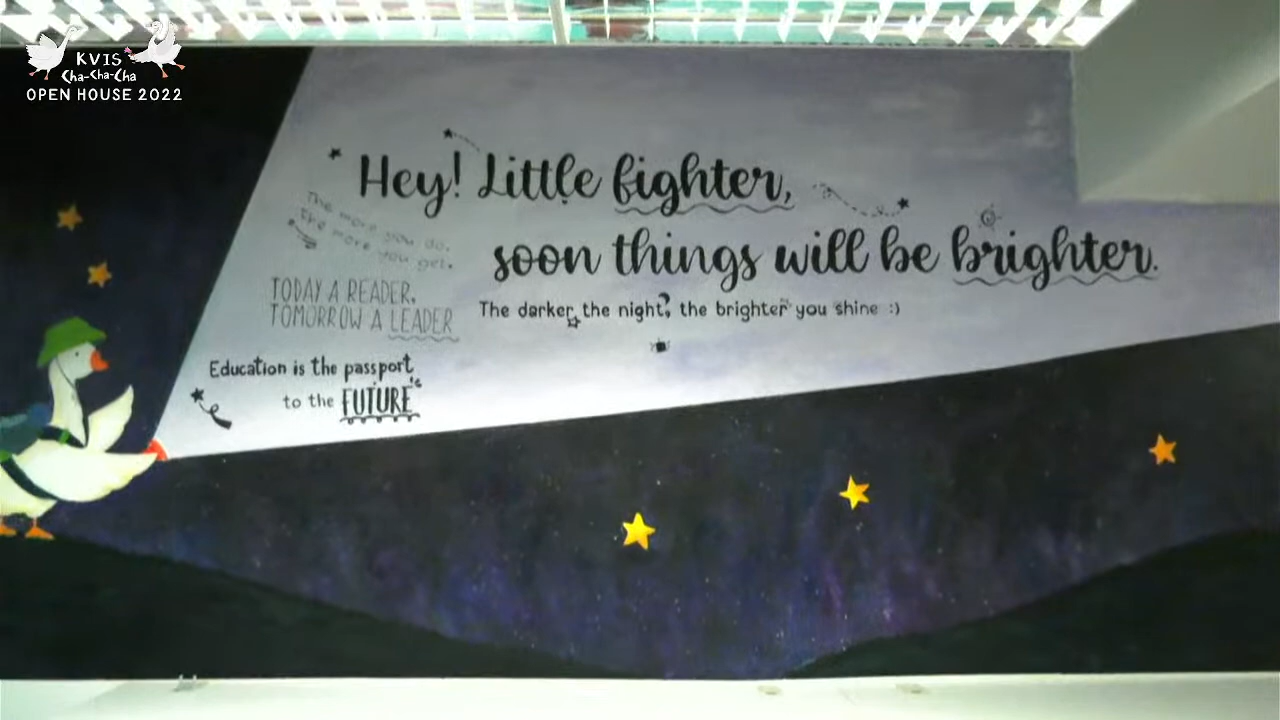 KVIS
Cha-Cha-Cha
OPEN HOUSE 2022
Hey! Little fighter,
soon things will be brighter.
The more you do,
the more you get.
TODAY A READER,
TOMORROW A LEADER
The darker the night, the brighter you shine :)
Education is the passport
to the FUTURE